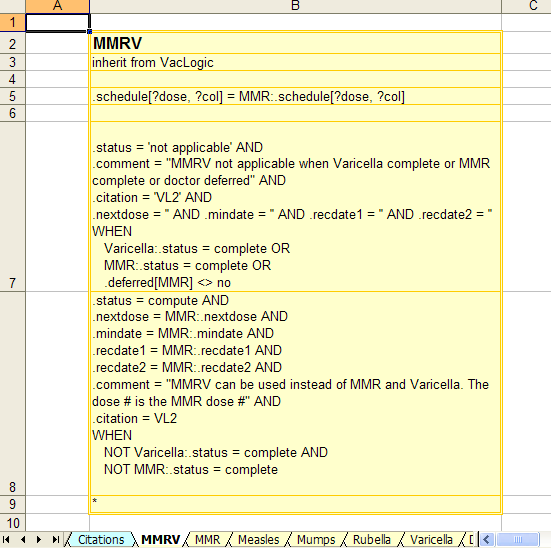 A B C
1
2 MMRV
3 inherit from VacLogic
4
5 .schedule[?dose, ?col] = MMR:.schedule[?dose, ?col]
6
.status = 'not applicable' AND
.comment = "MMRV not applicable when Varicella complete or MMR
complete or doctor deferred" AND
.citation = 'VL2' AND
.nextdose = '' AND .mindate = '' AND .recdate1 = '' AND .recdate2 = ''
WHEN
Varicella:.status = complete OR
MMR:.status = complete OR
7 .deferred[MMR] <> no
.status = compute AND
.nextdose = MMR:.nextdose AND
.mindate = MMR:.mindate AND
.recdate1 = MMR:.recdate1 AND
.recdate2 = MMR:.recdate2 AND
.comment = "MMRV can be used instead of MMR and Varicella. The
dose # is the MMR dose #" AND
.citation = VL2
WHEN
NOT Varicella:.status = complete AND
NOT MMR:.status = complete
8
9 *
10
Citations MMRV MMR Measles Mumps Rubella Varicella